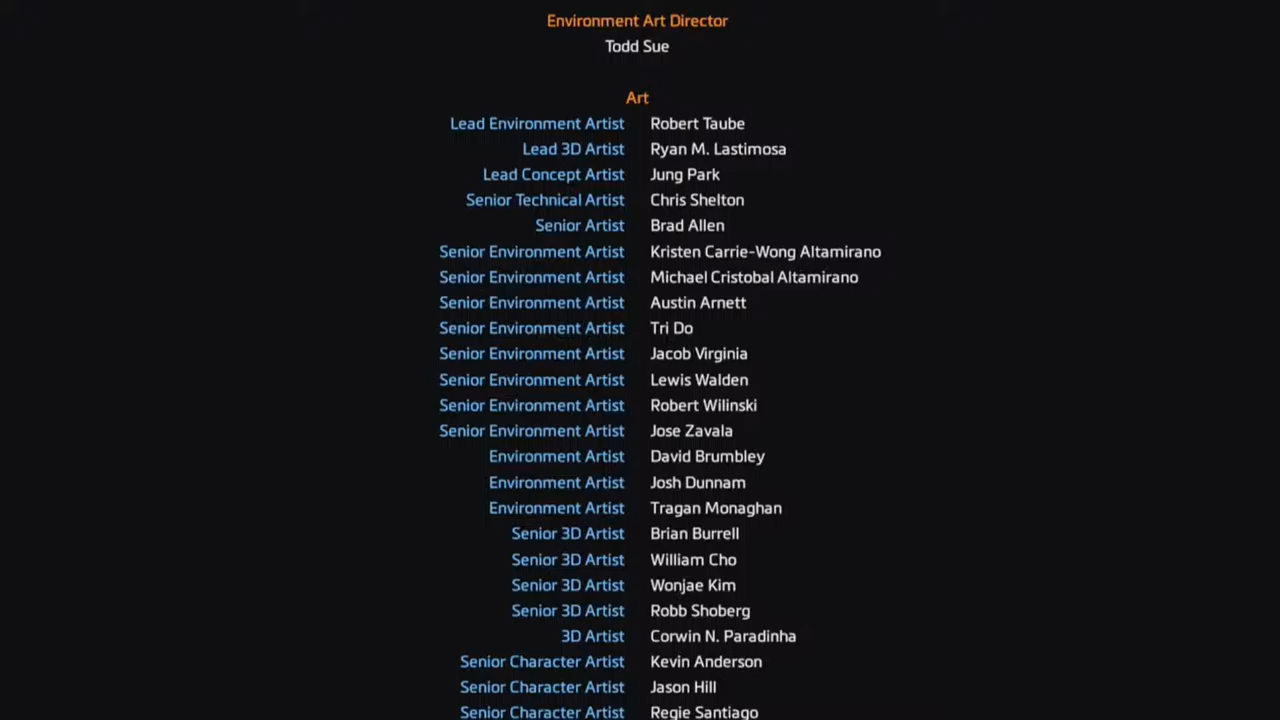 Environment Art Director
Todd Sue
Art
Lead Environment Artist Robert Taube
Lead 3D Artist Ryan M. Lastimosa
Lead Concept Artist Jung Park
Senior Technical Artist Chris Shelton
Senior Artist Brad Allen
Senior Environment Artist Kristen Carrie-Wong Altamirano
Senior Environment Artist Michael Cristobal Altamirano
Senior Environment Artist Austin Arnett
Senior Environment Artist Tri Do
Senior Environment Artist Jacob Virginia
Senior Environment Artist Lewis Walden
Senior Environment Artist Robert Wilinski
Senior Environment Artist Jose Zavala
Environment Artist David Brumbley
Environment Artist Josh Dunnam
Environment Artist Tragan Monaghan
Senior 3D Artist Brian Burrell
Senior 3D Artist William Cho
Senior 3D Artist Wonjae Kim
Senior 3D Artist Robb Shoberg
3D Artist Corwin N. Paradinha
Senior Character Artist Kevin Anderson
Senior Character Artist Jason Hill
Senior Character Artist Regie Santiago